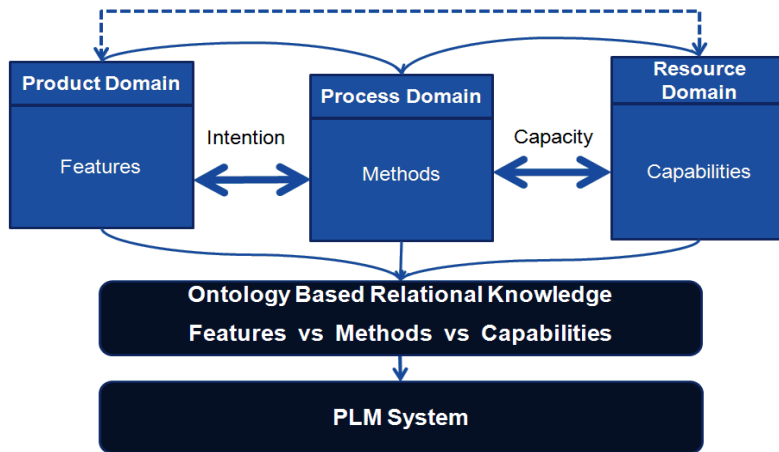 Product Domain
Features
Intention
Process Domain
Methods
Capacity
Resource
Domain
Capabilities
Ontology Based Relational Knowledge
Features vs Methods vs Capabilities
PLM System